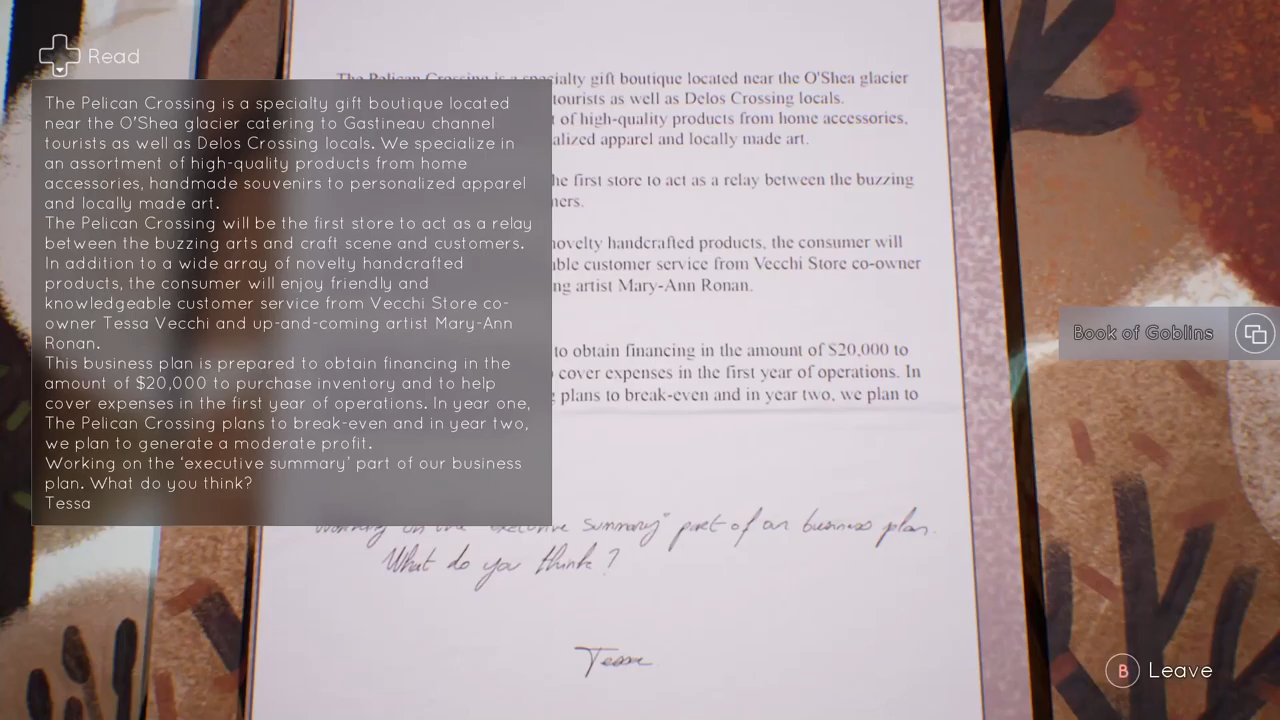 Read
The Pelican Crossing is a specialty gift boutique located
near the O'Shea glacier catering to Gastineau channel
tourists as well as Delos Crossing locals. We specialize in
an assortment of high-quality products from home
accessories, handmade souvenirs to personalized apparel
and locally made art.
The Pelican Crossing will be the first store to act as a relay
between the buzzing arts and craft scene and customers.
In addition to a wide array of novelty handcrafted
products, the consumer will enjoy friendly and
knowledgeable customer service from Vecchi Store co-
owner Tessa Vecchi and up-and-coming artist Mary-Ann
Ronan.
This business plan is prepared to obtain financing in the
amount of $20,000 to purchase inventory and to help
cover expenses in the first year of operations. In year one,
The Pelican Crossing plans to break-even and in year two,
we plan to generate a moderate profit.
Working on the 'executive summary' part of our business
plan. What do you think?
Tessa
The Pelican Crossing is a specialty gift boutique located near the O'Shea glacier
tourists as well as Delos Crossing locals.
of high-quality products from home accessories,
alized apparel and locally made art.
he first store to act as a relay between the buzzing
ners.
novelty handcrafted products, the consumer will
ble customer service from Vecchi Store co-owner
ng artist Mary-Ann Ronan.
to obtain financing in the amount of $20,000 to
cover expenses in the first year of operations. In
plans to break-even and in year two, we plan to
Working on the "executive summary" part of our business plan.
What do you think?
Tessa
Book of Goblins
B Leave